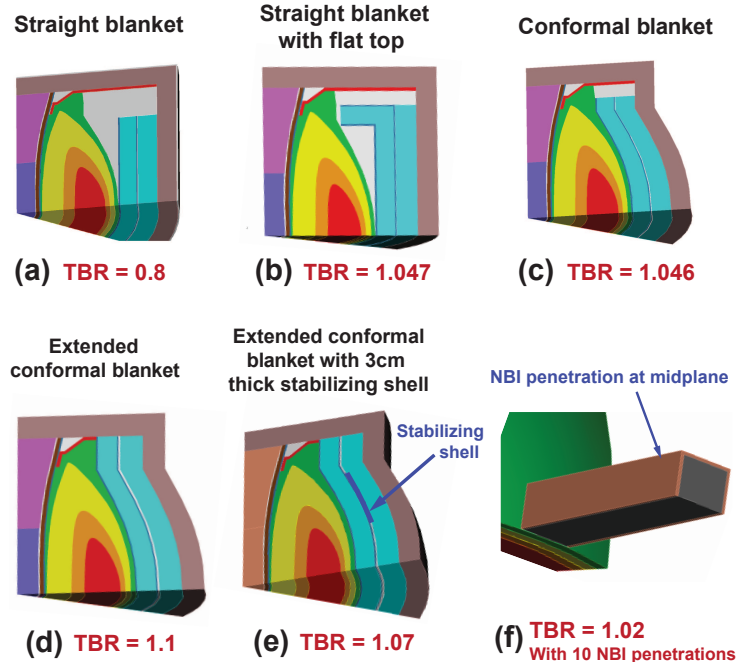 Straight blanket
Straight blanket
with flat top
Conformal blanket
(a) TBR = 0.8
(b) TBR = 1.047
(c) TBR = 1.046
Extended
conformal blanket
Extended conformal
blanket with 3cm
thick stabilizing shell
Stabilizing
shell
NBI penetration at midplane
(d) TBR = 1.1
(e) TBR = 1.07
(f) TBR = 1.02
With 10 NBI penetrations